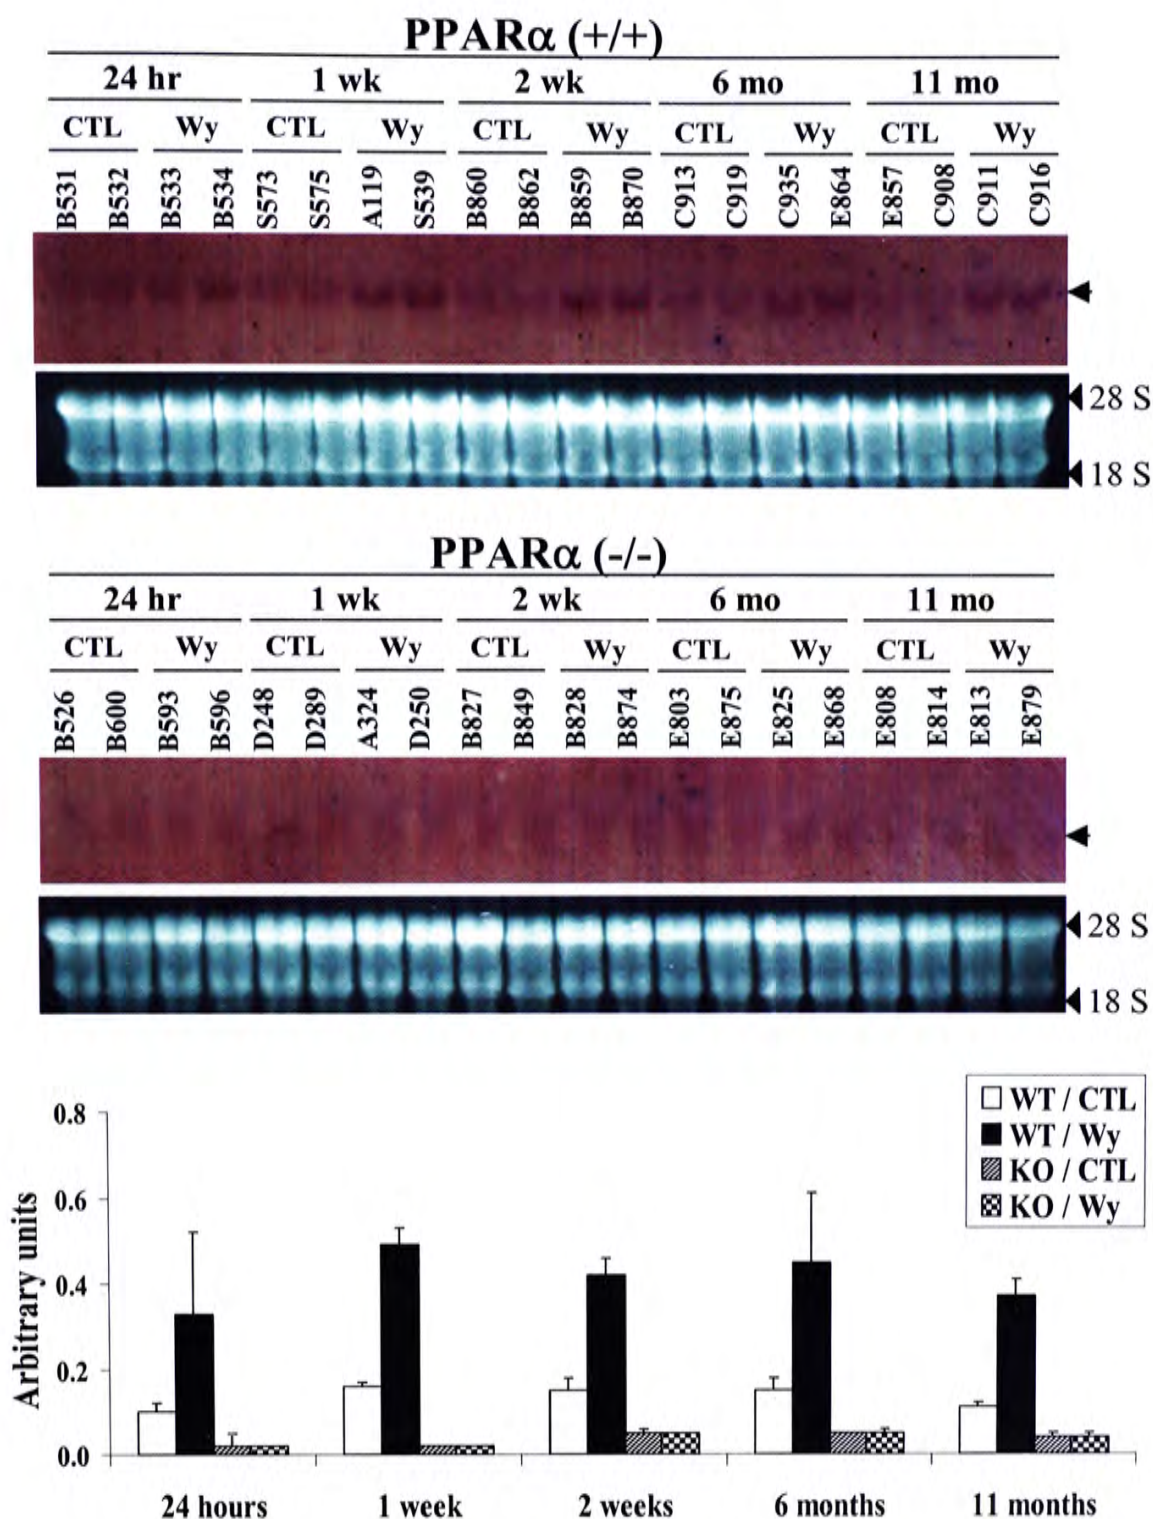 PPARα (+/+)
24 hr 1 wk 2 wk 6 mo 11 mo
CTL Wy CTL Wy CTL Wy CTL Wy CTL Wy
B531 B532 B533 B534 S573 S575 A119 S539 B860 B862 B859 B870 C913 C919 C935 E864 E857 C908 C911 C916
28 S
18 S
PPARα (-/-)
24 hr 1 wk 2 wk 6 mo 11 mo
CTL Wy CTL Wy CTL Wy CTL Wy CTL Wy
B526 B600 B593 B596 D248 D289 A324 D250 B827 B849 B828 B874 E803 E875 E825 E868 E808 E814 E813 E879
28 S
18 S
WT / CTL
WT / Wy
KO / CTL
KO / Wy
Arbitrary units
0.8
0.6
0.4
0.2
0.0
24 hours 1 week 2 weeks 6 months 11 months